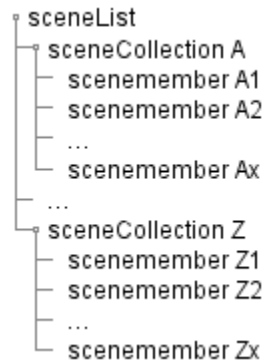 sceneList
sceneCollection A
scenemember A1
scenemember A2
...
scenemember Ax
...
sceneCollection Z
scenemember Z1
scenemember Z2
...
scenemember Zx